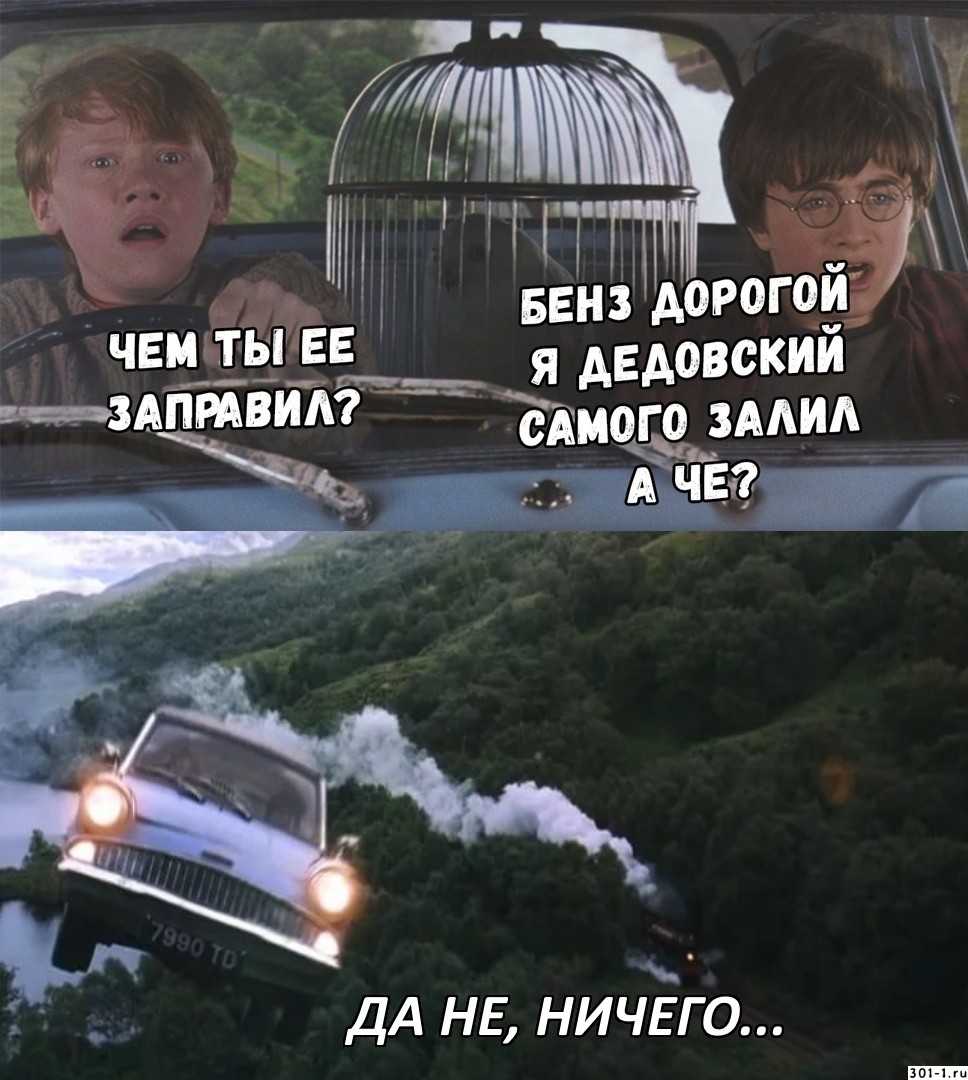 ЧЕМ ТЫ ЕЕ
ЗАПРАВИЛ?
БЕНЗ ДОРОГОЙ
Я ДЕДОВСКИЙ
САМОГО ЗАЛИЛ
А ЧЕ?
7990 TD
ДА НЕ, НИЧЕГО...
301-1.ru